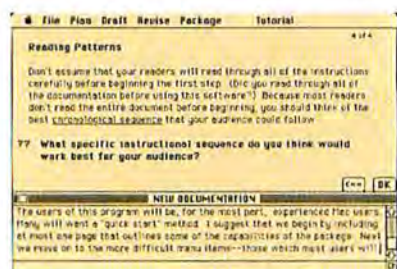 File Plan Draft Revise Package Tutorial
4 of 4
Reading Patterns
Don't assume that your readers will read through all of the instructions
carefully before beginning the first step. (Did you read through all of
the documentation before using this software?) Because most readers
don't read the entire document before beginning, you should think of the
best chronological sequence that your audience could follow
?? What specific instructional sequence do you think would
work best for your audience?
<-- OK
NEW DOCUMENTATION
The users of this program will be, for the most part, experienced Mac users.
Many will want a "quick start" method. I suggest that we begin by including
at most one page that outlines some of the capabilities of the package. Next
we move on to the more difficult menu items--those which most users will